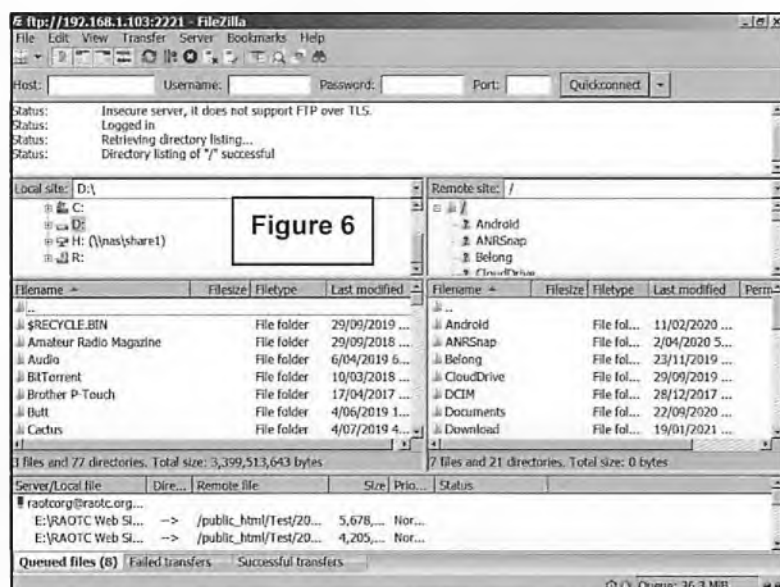 ftp://192.168.1.103:2221 - FileZilla
File Edit View Transfer Server Bookmarks Help
Host: Username: Password: Port: Quickconnect
Status: Insecure server, it does not support FTP over TLS.
Status: Logged in
Status: Retrieving directory listing...
Status: Directory listing of "/" successful
Local site: D:\ Remote site: /
C: /
D: Android
H: (\\nas\share1) ANRSnap
R: Belong
CloudDrive
Figure 6
Filename Filesize Filetype Last modified Filename Filesize Filetype Last modified Perm
.. ..
$RECYCLE.BIN File folder 29/09/2019 ... Android File fol... 11/02/2020 ...
Amateur Radio Magazine File folder 29/09/2018 ... ANRSnap File fol... 2/04/2020 5...
Audio File folder 6/04/2019 6... Belong File fol... 23/11/2019 ...
BitTorrent File folder 10/03/2018 ... CloudDrive File fol... 29/09/2019 ...
Brother P-Touch File folder 17/04/2017 ... DCIM File fol... 28/12/2017 ...
Butt File folder 4/06/2019 1... Documents File fol... 22/09/2020 ...
Cactus File folder 4/07/2019 4... Download File fol... 19/01/2021 ...
3 files and 77 directories. Total size: 3,399,513,643 bytes 7 files and 21 directories. Total size: 0 bytes
Server/Local file Dire... Remote file Size Prio... Status
raotcorg@raotc.org...
E:\RAOTC Web Si... --> /public_html/Test/20... 5,678,... Nor...
E:\RAOTC Web Si... --> /public_html/Test/20... 4,205,... Nor...
Queued files (8) Failed transfers Successful transfers
Queue: 36.3 MiB